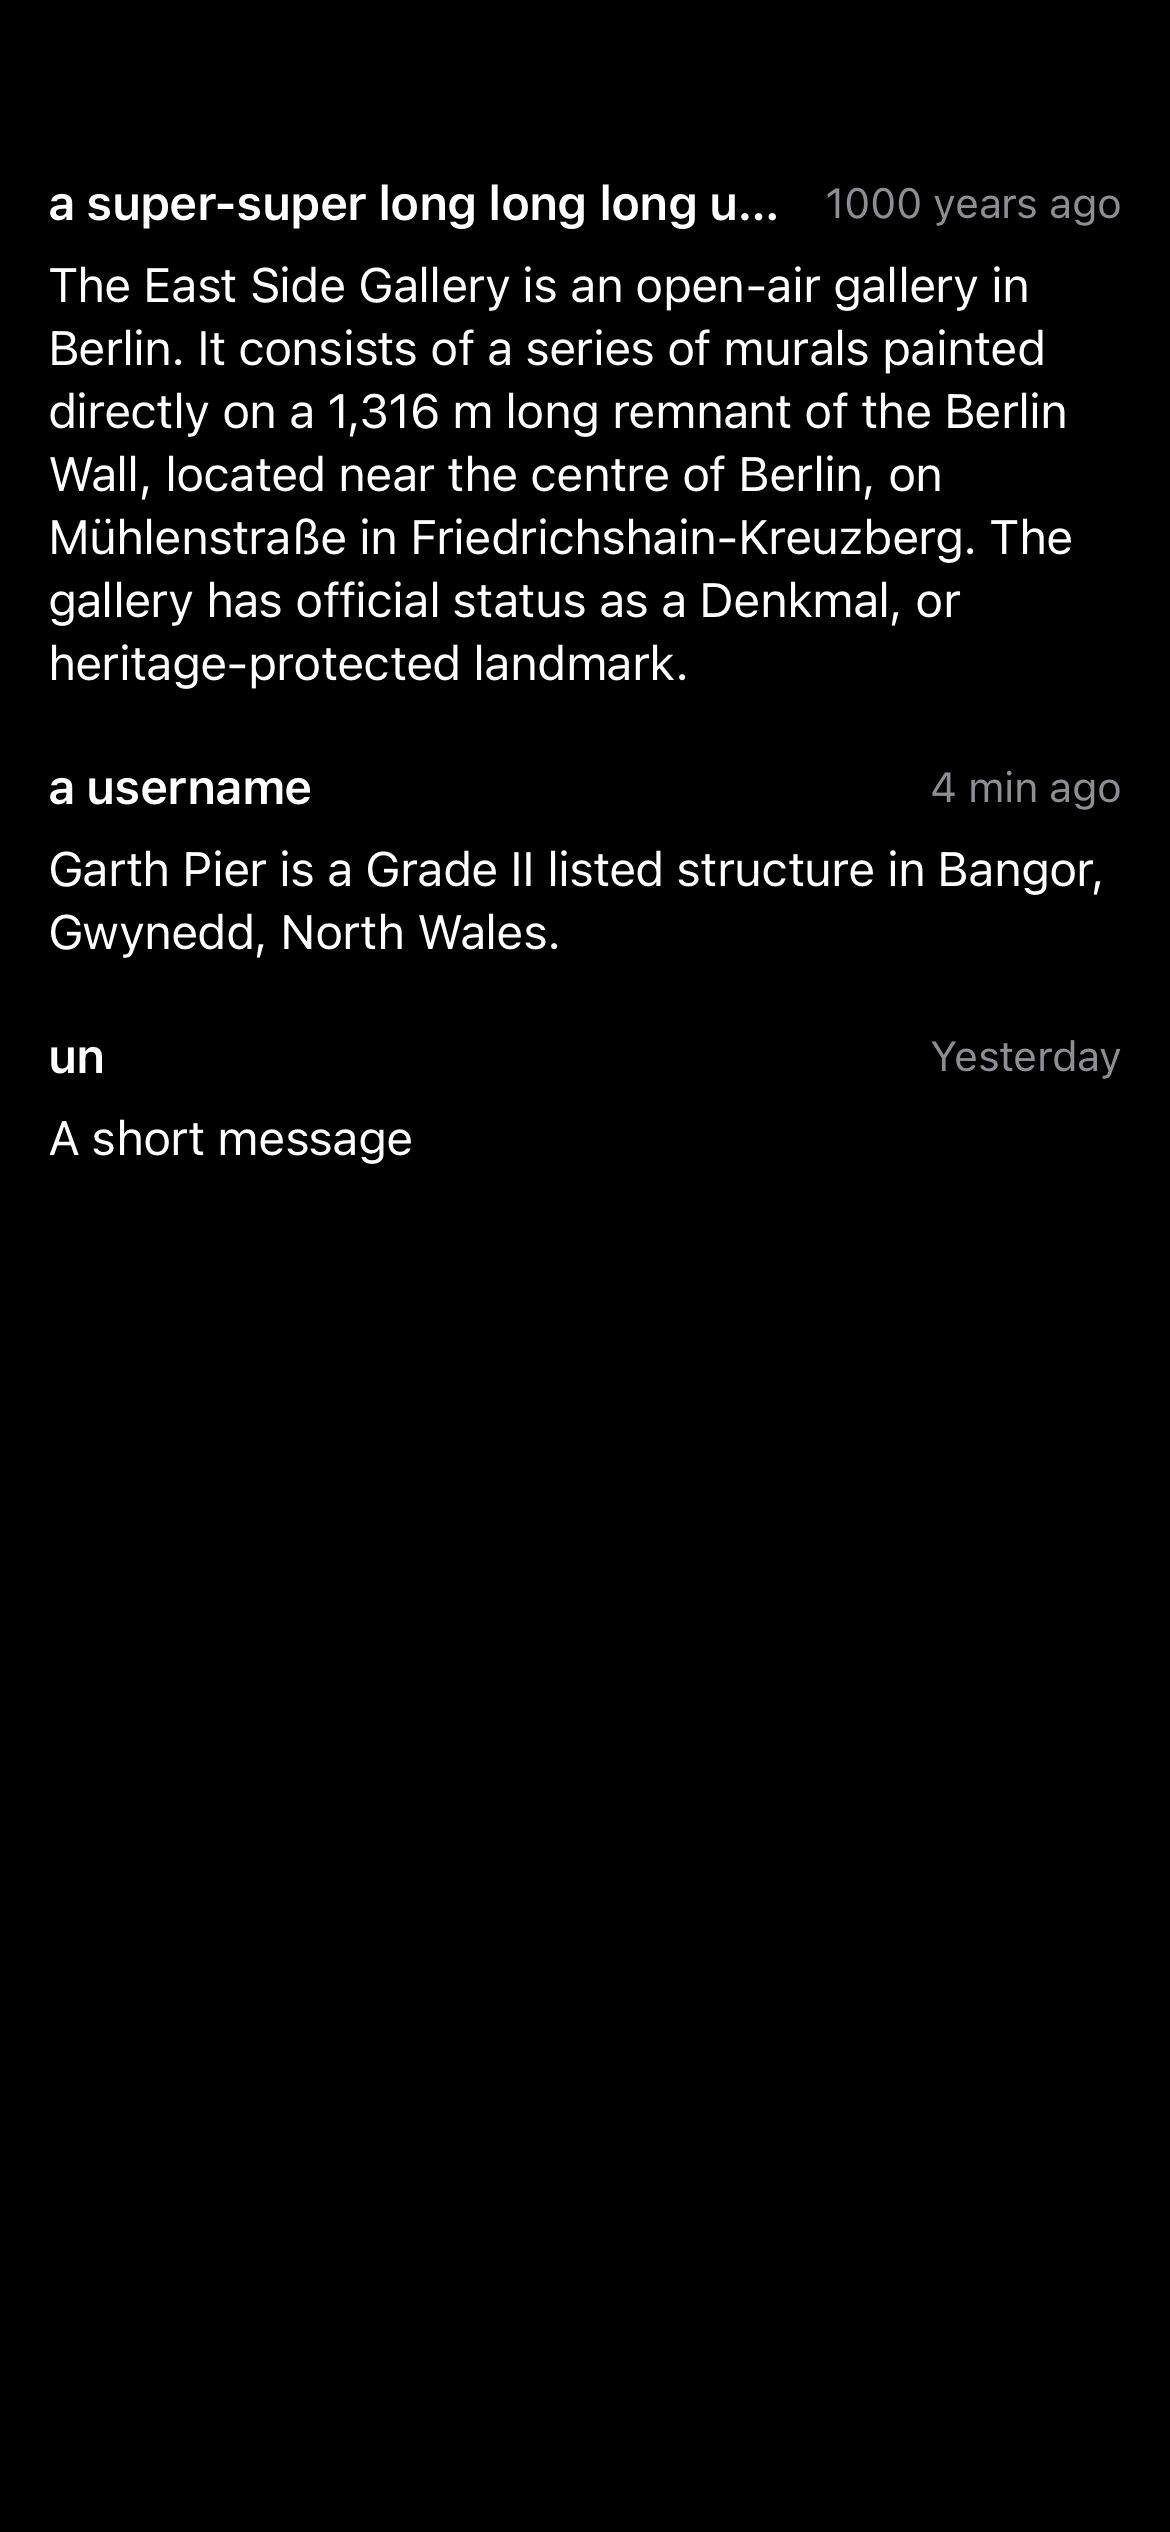 a super-super long long long u... 1000 years ago
The East Side Gallery is an open-air gallery in
Berlin. It consists of a series of murals painted
directly on a 1,316 m long remnant of the Berlin
Wall, located near the centre of Berlin, on
Mühlenstraße in Friedrichshain-Kreuzberg. The
gallery has official status as a Denkmal, or
heritage-protected landmark.
a username 4 min ago
Garth Pier is a Grade II listed structure in Bangor,
Gwynedd, North Wales.
un Yesterday
A short message